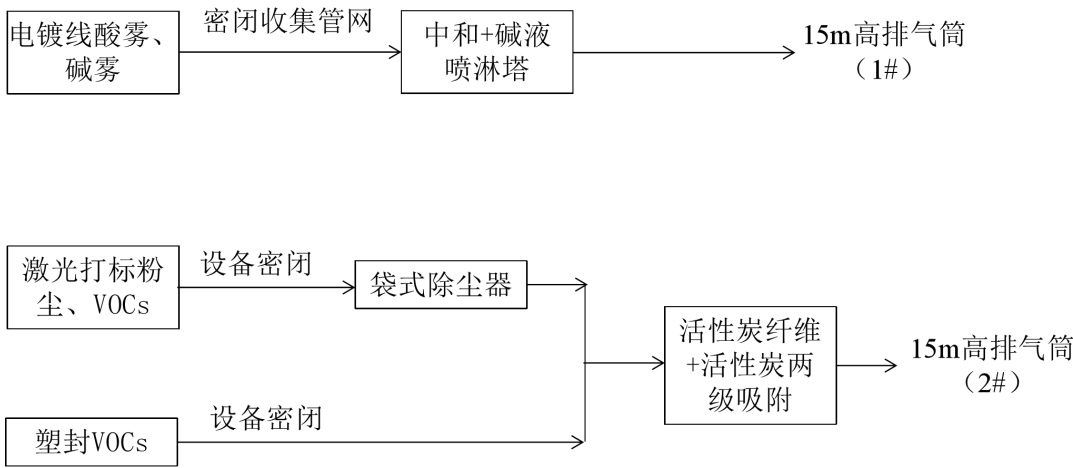 电镀线酸雾、
碱雾
密闭收集管网
中和+碱液
喷淋塔
15m高排气筒
（1#）
激光打标粉
尘、VOCs
设备密闭
袋式除尘器
活性炭纤维
+活性炭两
级吸附
15m高排气筒
（2#）
塑封VOCs
设备密闭